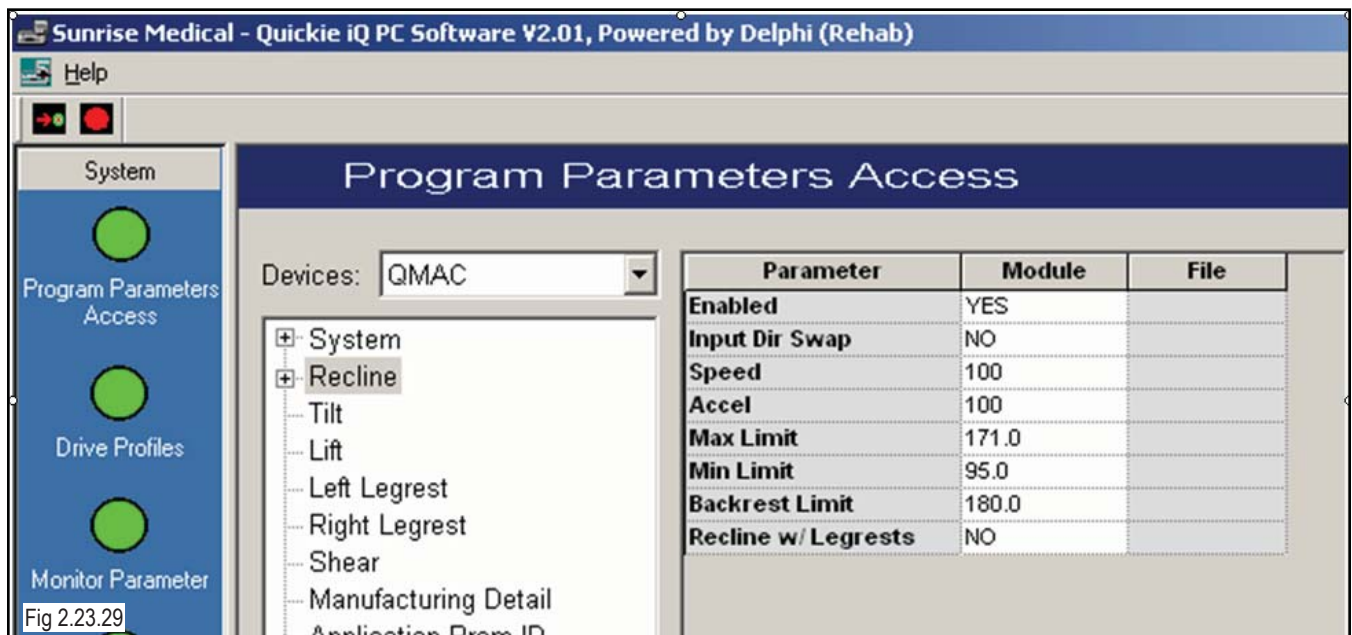 Sunrise Medical - Quickie iQ PC Software V2.01, Powered by Delphi (Rehab)
Help
System
Program Parameters Access
Program Parameters
Access
Drive Profiles
Monitor Parameter
Fig 2.23.29
Devices: QMAC
System
Recline
Tilt
Lift
Left Legrest
Right Legrest
Shear
Manufacturing Detail
Application Prom ID
Parameter Module File
Enabled YES
Input Dir Swap NO
Speed 100
Accel 100
Max Limit 171.0
Min Limit 95.0
Backrest Limit 180.0
Recline w/ Legrests NO